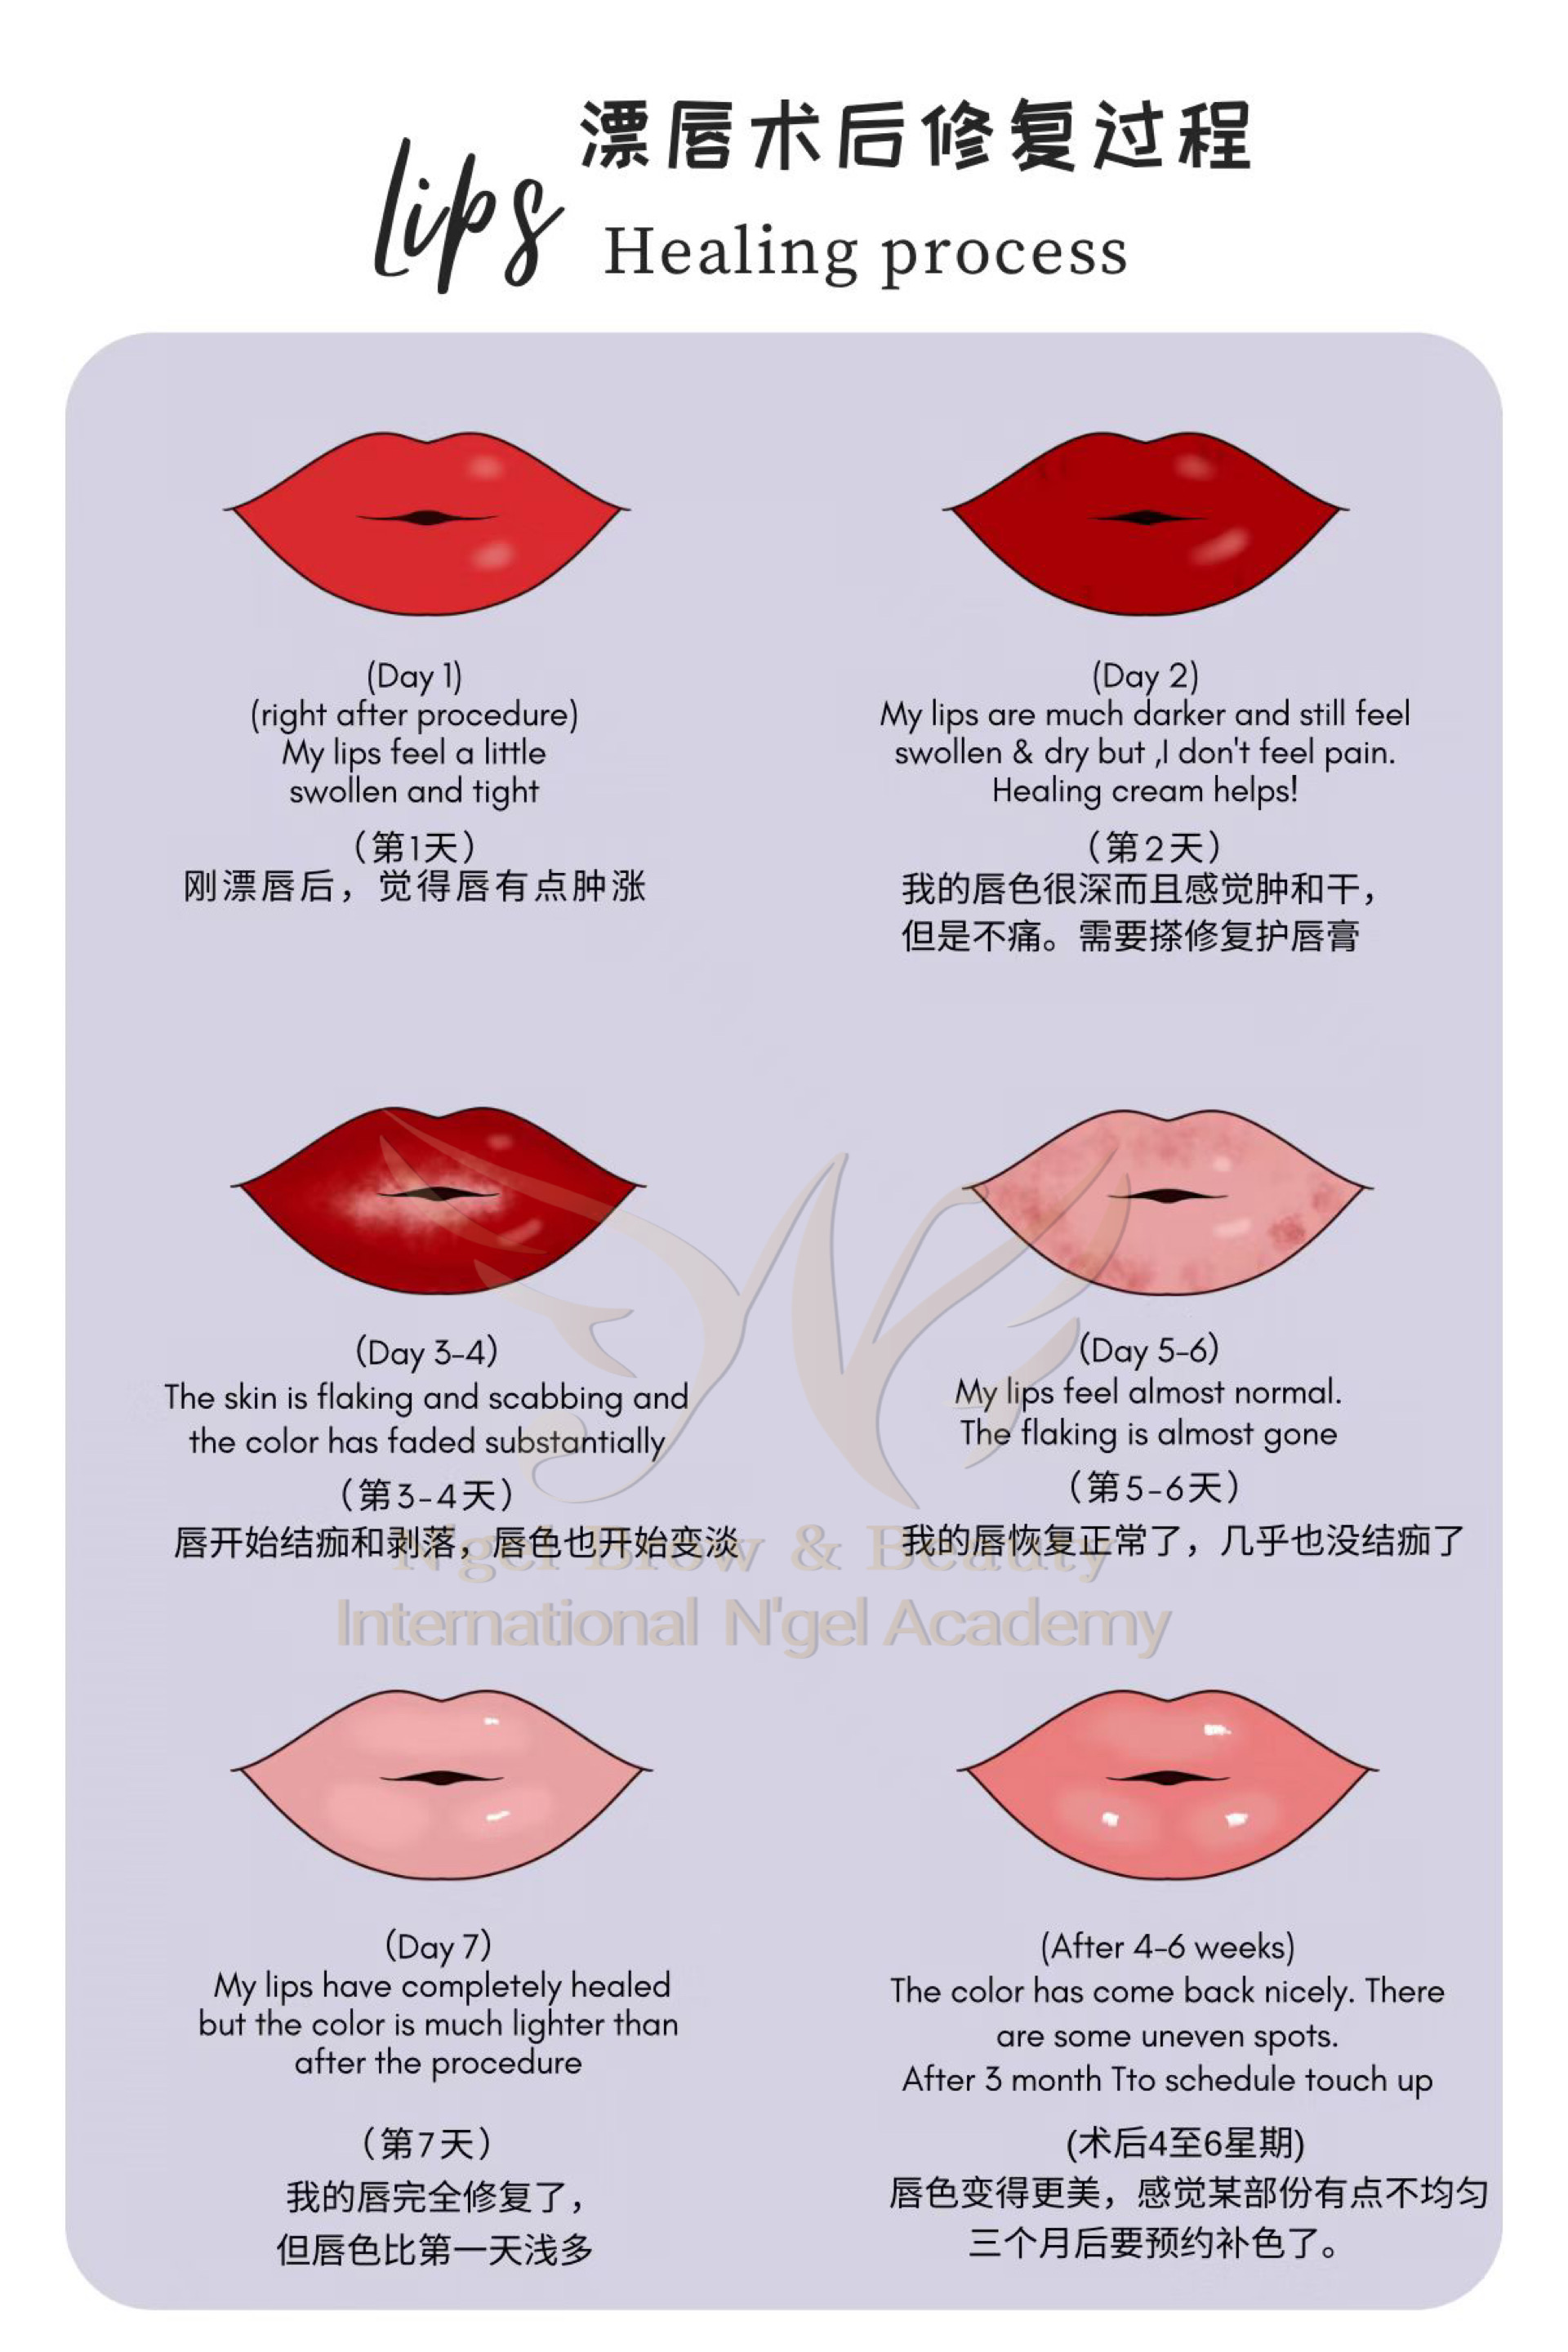 Lips
漂唇术后修复过程
Healing process
(Day 1)
(right after procedure)
My lips feel a little
swollen and tight
（第1天）
刚漂唇后，觉得唇有点肿涨
(Day 2)
My lips are much darker and still feel
swollen & dry but ,I don't feel pain.
Healing cream helps!
（第2天）
我的唇色很深而且感觉肿和干，
但是不痛。需要搽修复护唇膏
(Day 3-4)
The skin is flaking and scabbing and
the color has faded substantially
（第3-4天）
唇开始结痂和剥落，唇色也开始变淡
(Day 5-6)
My lips feel almost normal.
The flaking is almost gone
（第5-6天）
我的唇恢复正常了，几乎也没结痂了
N'gel Brow & Beauty
International N'gel Academy
(Day 7)
My lips have completely healed
but the color is much lighter than
after the procedure
（第7天）
我的唇完全修复了，
但唇色比第一天浅多
(After 4-6 weeks)
The color has come back nicely. There
are some uneven spots.
After 3 month Tto schedule touch up
(术后4至6星期)
唇色变得更美，感觉某部份有点不均匀
三个月后要预约补色了。